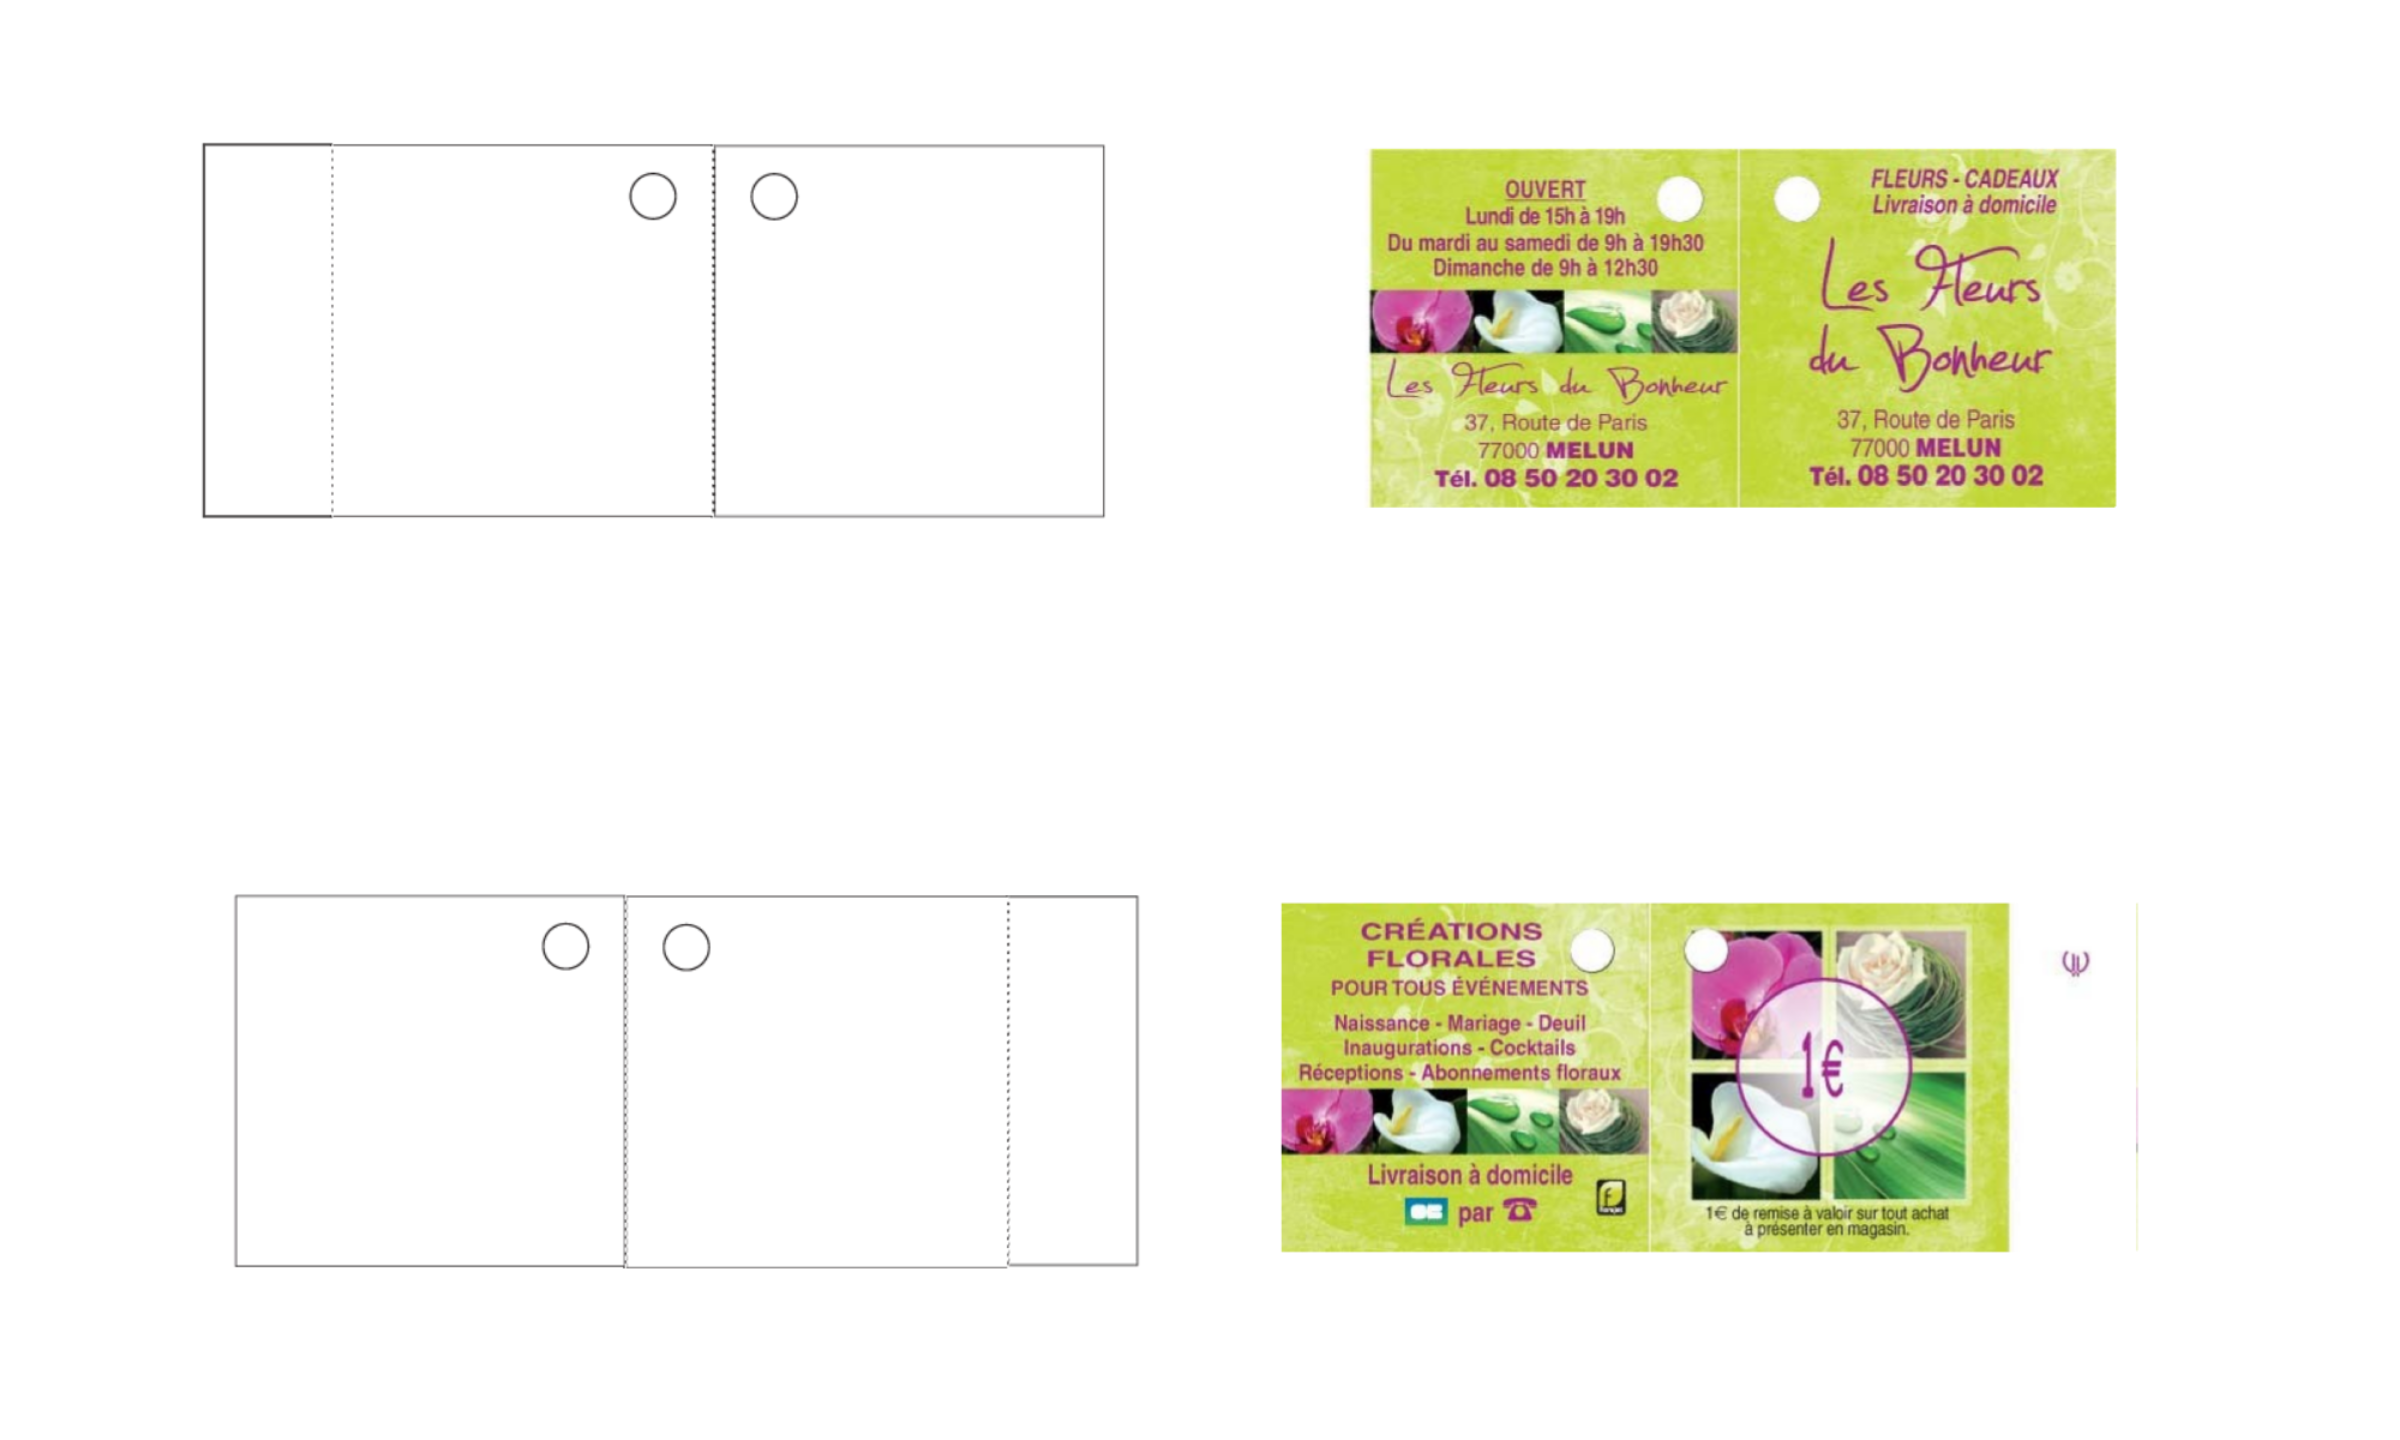 OUVERT
Lundi de 15h à 19h
Du mardi au samedi de 9h à 19h30
Dimanche de 9h à 12h30
Les Fleurs du Bonheur
37, Route de Paris
77000 MELUN
Tél. 08 50 20 30 02
FLEURS - CADEAUX
Livraison à domicile
Les Fleurs
du Bonheur
37, Route de Paris
77000 MELUN
Tél. 08 50 20 30 02
CRÉATIONS
FLORALES
POUR TOUS ÉVÉNEMENTS
Naissance - Mariage - Deuil
Inaugurations - Cocktails
Réceptions - Abonnements floraux
Livraison à domicile
CB par
1€
1€ de remise à valoir sur tout achat
à présenter en magasin.